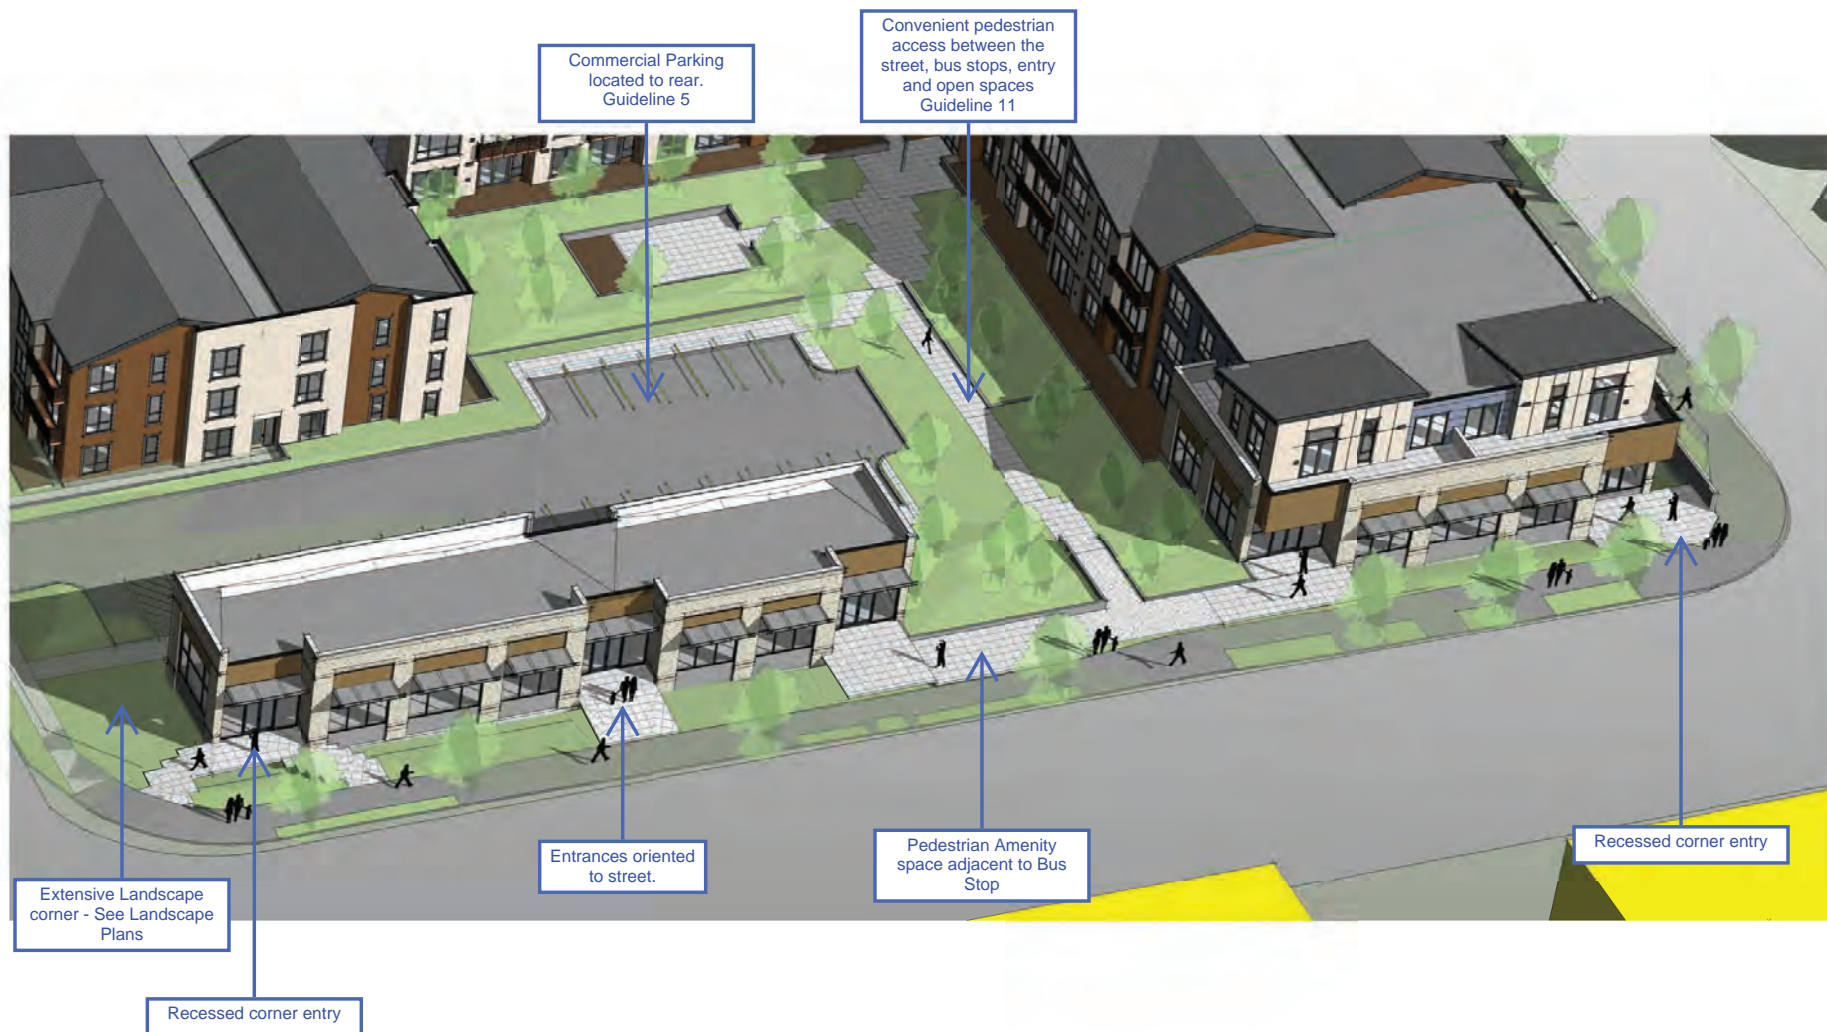 Convenient pedestrian
access between the
street, bus stops, entry
and open spaces
Guideline 11
Commercial Parking
located to rear.
Guideline 5
Entrances oriented
to street.
Pedestrian Amenity
space adjacent to Bus
Stop
Recessed corner entry
Extensive Landscape
corner - See Landscape
Plans
Recessed corner entry